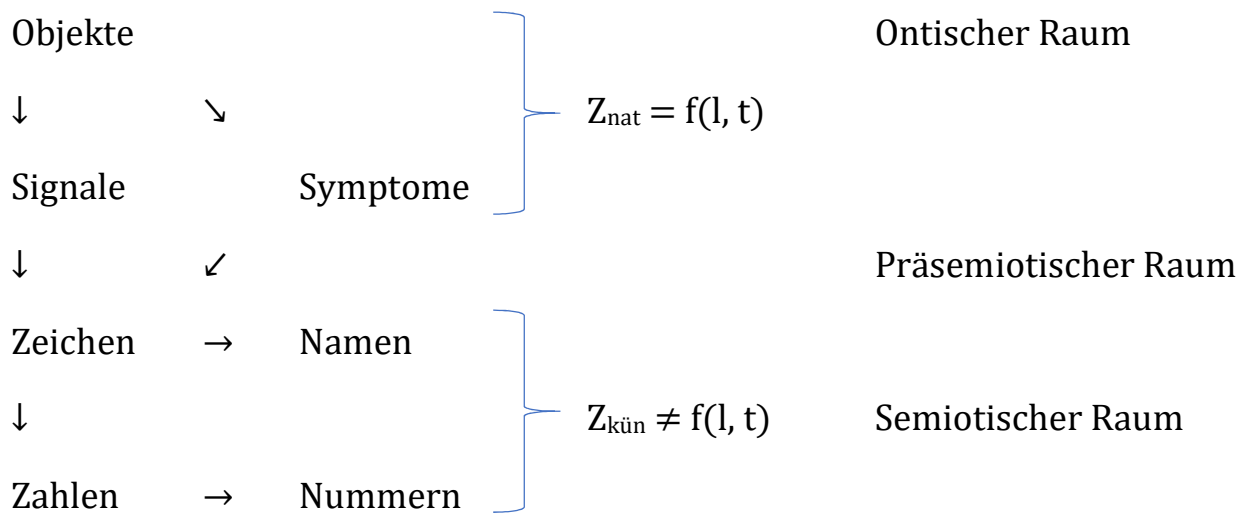 Objekte Ontischer Raum
↓ ↘ Znat = f(l, t)
Signale Symptome
↓ ↙ Präsemiotischer Raum
Zeichen → Namen
↓ Zkün ≠ f(l, t) Semiotischer Raum
Zahlen → Nummern